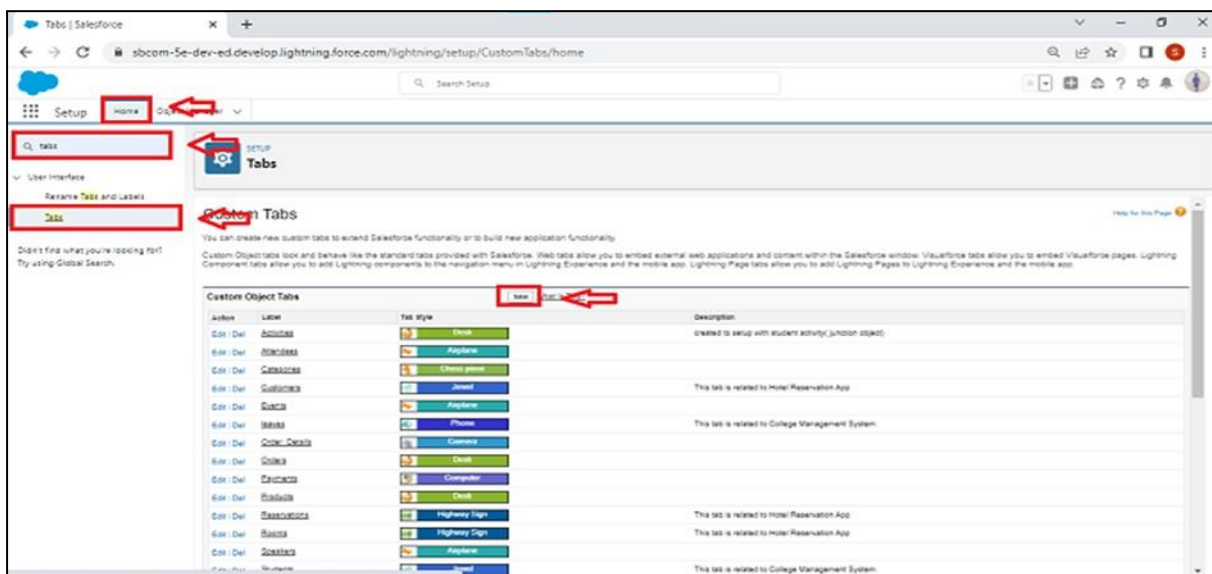 Tabs | Salesforce
sbcom-5e-dev-ed.develop.lightning.force.com/lightning/setup/CustomTabs/home
S
Search Setup
Setup Home
tabs
SETUP
Tabs
User Interface
Rename Tabs and Labels
Tabs
Didn't find what you're looking for?
Try using Global Search.
Custom Tabs
Help for this Page
You can create new custom tabs to extend Salesforce functionality or to build new application functionality.
Custom Object tabs look and behave like the standard tabs provided with Salesforce. Web tabs allow you to embed external web applications and content within the Salesforce window. Visualforce tabs allow you to embed Visualforce pages. Lightning
Component tabs allow you to add Lightning components to the navigation menu in Lightning Experience and the mobile app. Lightning Page tabs allow you to add Lightning Pages to Lightning Experience and the mobile app.
Custom Object Tabs New
Action Label Tab Style Description
Edit | Del Activities Desk created to setup with student activity( junction object)
Edit | Del Attendees Airplane
Edit | Del Categories Chess piece
Edit | Del Customers Jewel This tab is related to Hotel Reservation App
Edit | Del Events Airplane
Edit | Del leaves Phone This tab is related to College Management System
Edit | Del Order Details Camera
Edit | Del Orders Desk
Edit | Del Payments Computer
Edit | Del Products Desk
Edit | Del Reservations Highway Sign This tab is related to Hotel Reservation App
Edit | Del Rooms Highway Sign This tab is related to Hotel Reservation App
Edit | Del Speakers Airplane
Edit | Del Students Jewel This tab is related to College Management System